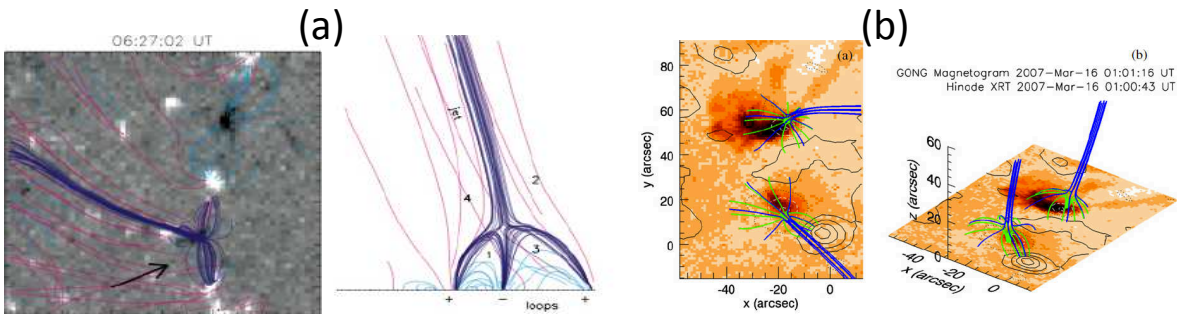 (a)
06:27:02 UT
jet
4
2
1
3
+
−
+
loops
(b)
(a)
y (arcsec)
80
60
40
20
0
-40
-20
0
x (arcsec)
(b)
GONG Magnetogram 2007-Mar-16 01:01:16 UT
Hinode XRT 2007-Mar-16 01:00:43 UT
z (arcsec)
60
40
20
0
-40
-20
0
x (arcsec)